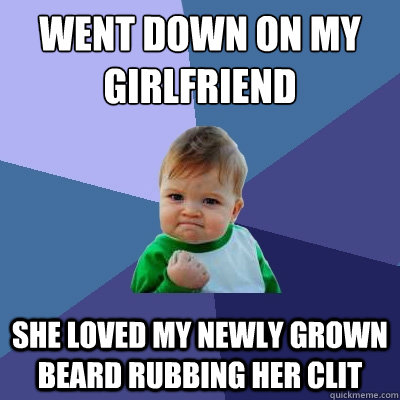 WENT DOWN ON MY
GIRLFRIEND
SHE LOVED MY NEWLY GROWN
BEARD RUBBING HER CLIT
quickmeme.com